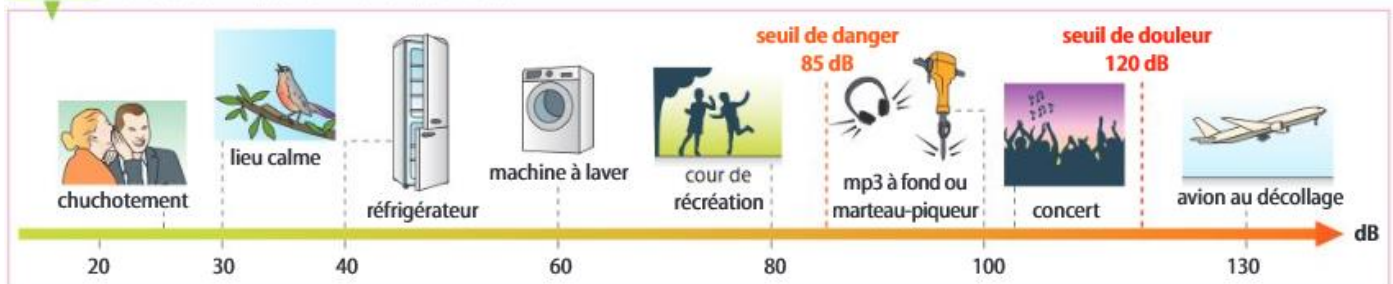 seuil de danger
85 dB
seuil de douleur
120 dB
chuchotement
lieu calme
réfrigérateur
machine à laver
cour de
récréation
mp3 à fond ou
marteau-piqueur
concert
avion au décollage
dB
20 30 40 60 80 100 130